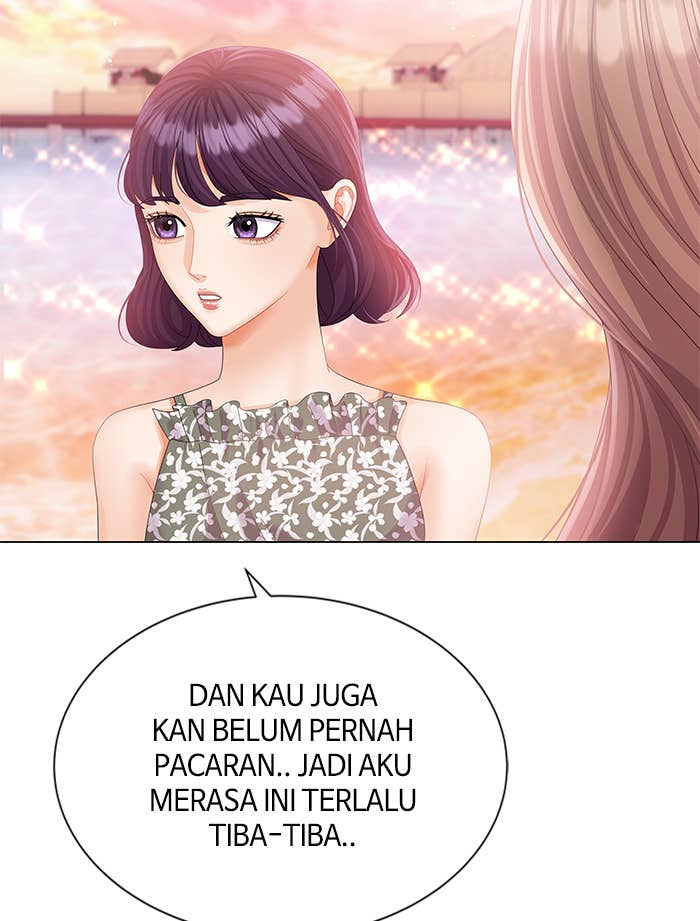 DAN KAU JUGA
KAN BELUM PERNAH
PACARAN.. JADI AKU
MERASA INI TERLALU
TIBA-TIBA..